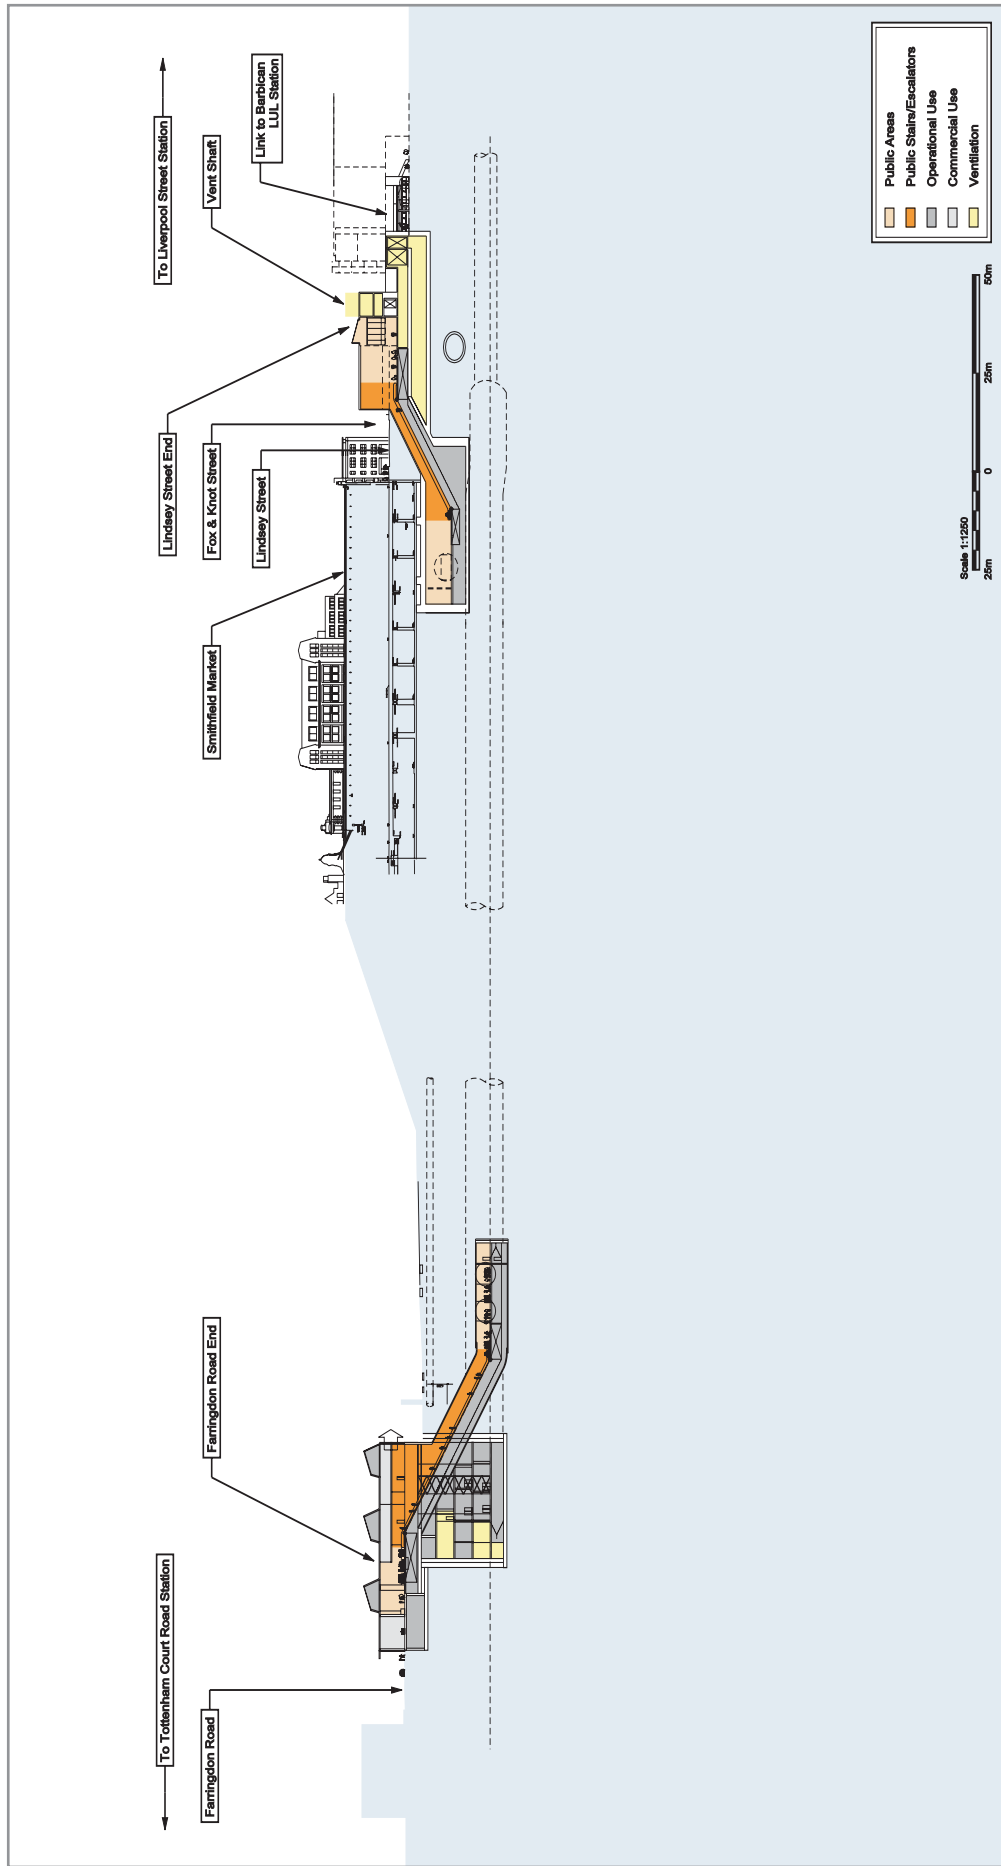 To Tottenham Court Road Station
To Liverpool Street Station
Farringdon Road
Farringdon Road End
Smithfield Market
Lindsey Street End
Fox & Knot Street
Lindsey Street
Vent Shaft
Link to Barbican
LUL Station
Scale 1:1250
25m
0
25m
50m
Public Areas
Public Stairs/Escalators
Operational Use
Commercial Use
Ventilation